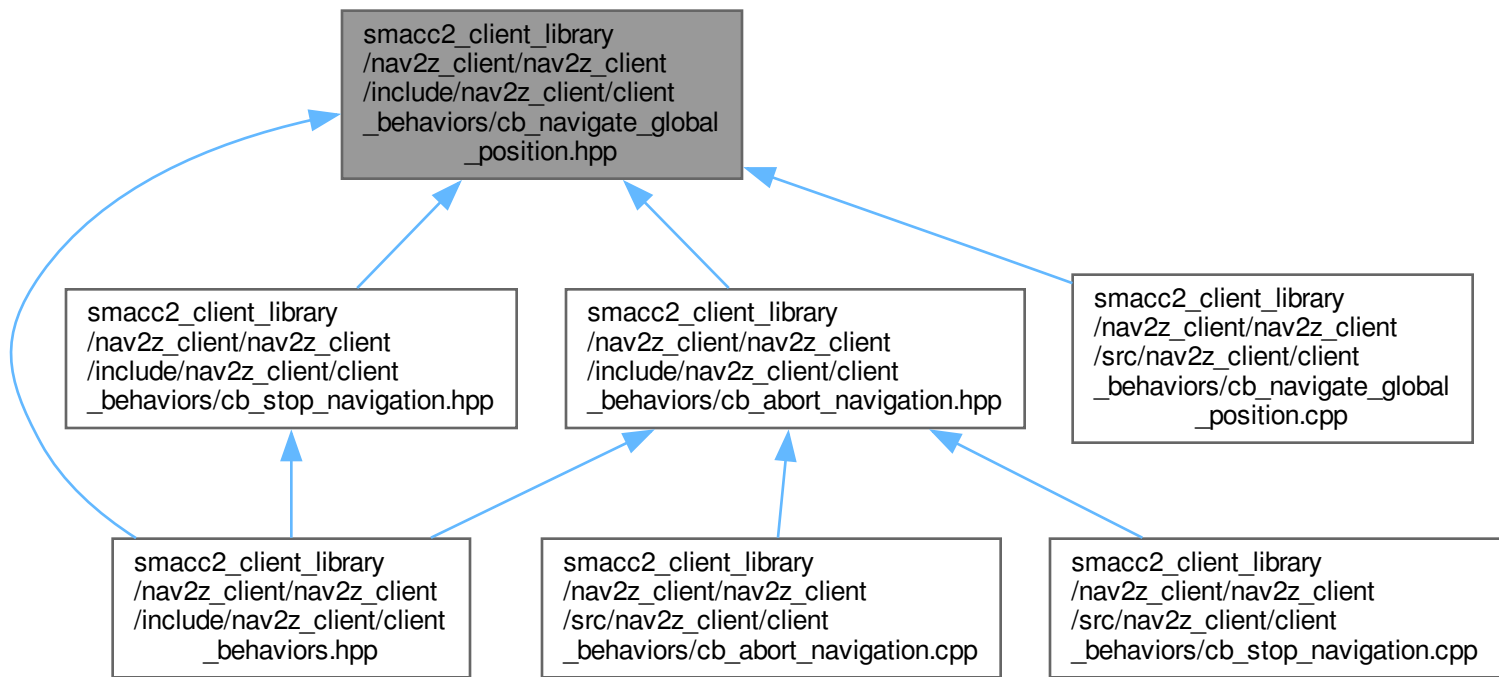 smacc2_client_library
/nav2z_client/nav2z_client
/include/nav2z_client/client
_behaviors/cb_navigate_global
_position.hpp
smacc2_client_library
/nav2z_client/nav2z_client
/include/nav2z_client/client
_behaviors/cb_stop_navigation.hpp
smacc2_client_library
/nav2z_client/nav2z_client
/include/nav2z_client/client
_behaviors/cb_abort_navigation.hpp
smacc2_client_library
/nav2z_client/nav2z_client
/src/nav2z_client/client
_behaviors/cb_navigate_global
_position.cpp
smacc2_client_library
/nav2z_client/nav2z_client
/include/nav2z_client/client
_behaviors.hpp
smacc2_client_library
/nav2z_client/nav2z_client
/src/nav2z_client/client
_behaviors/cb_abort_navigation.cpp
smacc2_client_library
/nav2z_client/nav2z_client
/src/nav2z_client/client
_behaviors/cb_stop_navigation.cpp